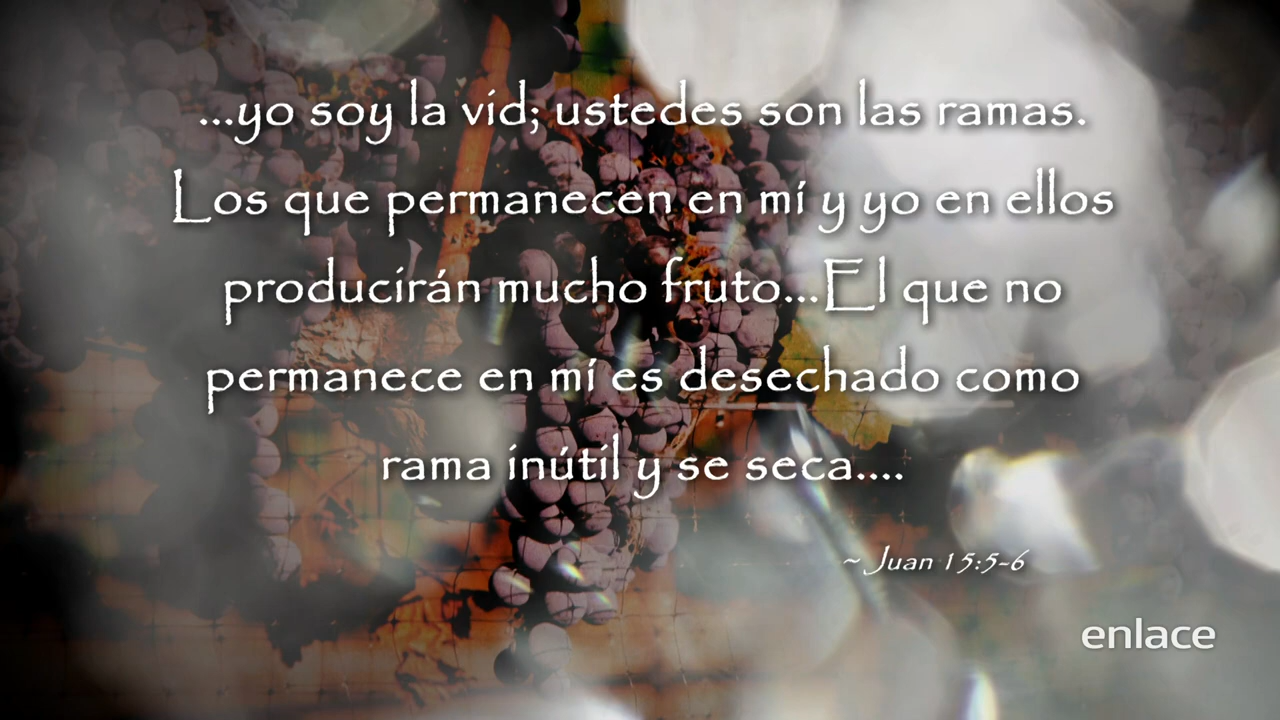 ...yo soy la vid; ustedes son las ramas.
Los que permanecen en mí y yo en ellos
producirán mucho fruto...El que no
permanece en mí es desechado como
rama inútil y se seca....
~ Juan 15:5-6
enlace